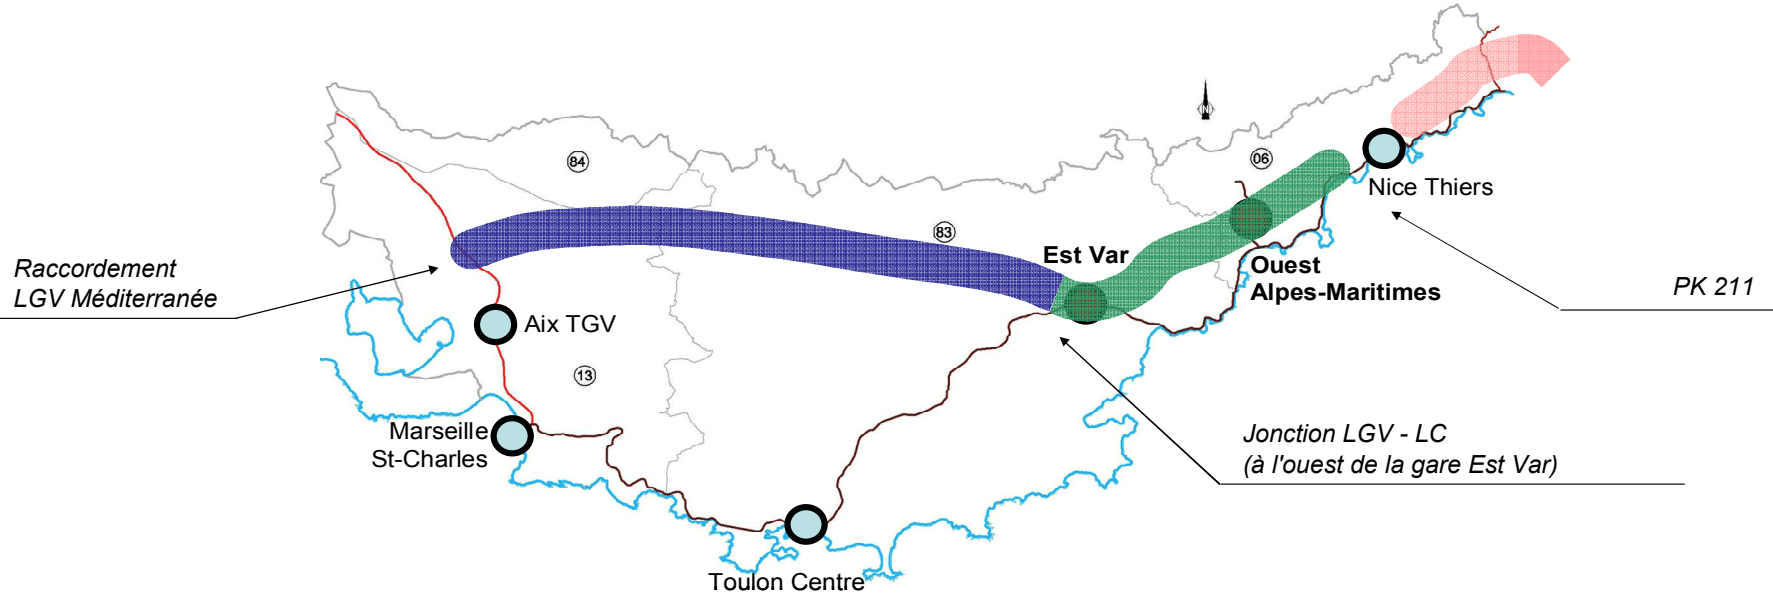 N
84
06
Nice Thiers
83
Est Var
Ouest
Alpes-Maritimes
Raccordement
LGV Méditerranée
PK 211
Aix TGV
13
Marseille
St-Charles
Jonction LGV - LC
(à l'ouest de la gare Est Var)
Toulon Centre